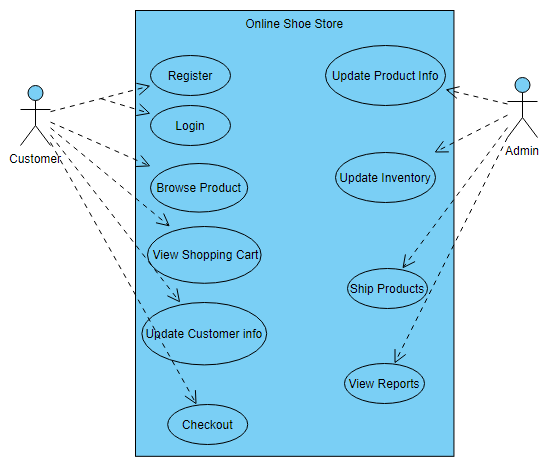 Online Shoe Store
Register
Update Product Info
Login
Customer
Admin
Browse Product
Update Inventory
View Shopping Cart
Ship Products
Update Customer info
View Reports
Checkout